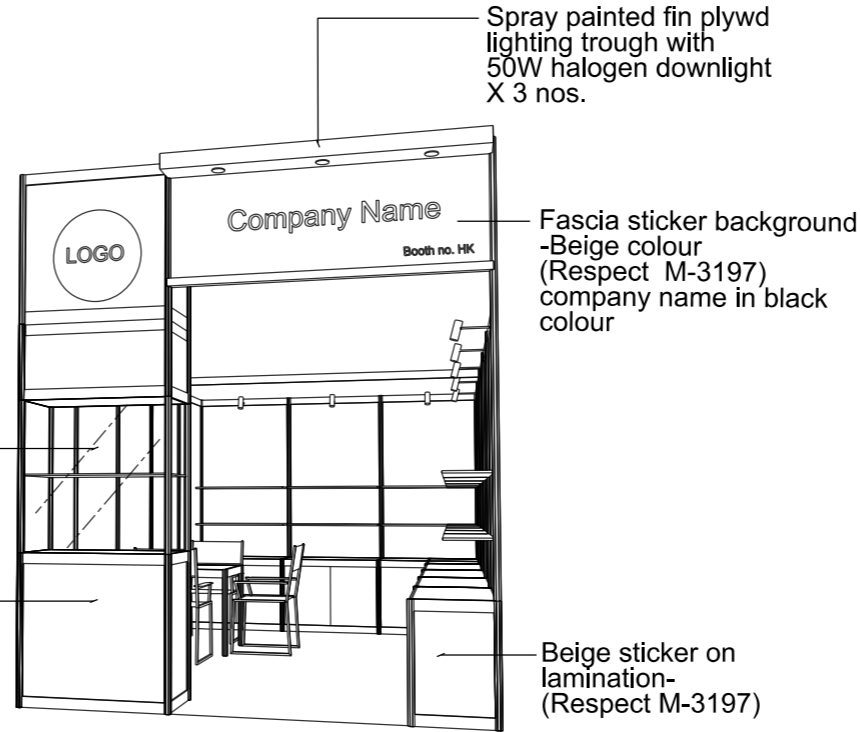 Spray painted fin plywd
lighting trough with
50W halogen downlight
X 3 nos.
Company Name
LOGO
Booth no. HK
Fascia sticker background
-Beige colour
(Respect M-3197)
company name in black
colour
Beige sticker on
lamination-
(Respect M-3197)